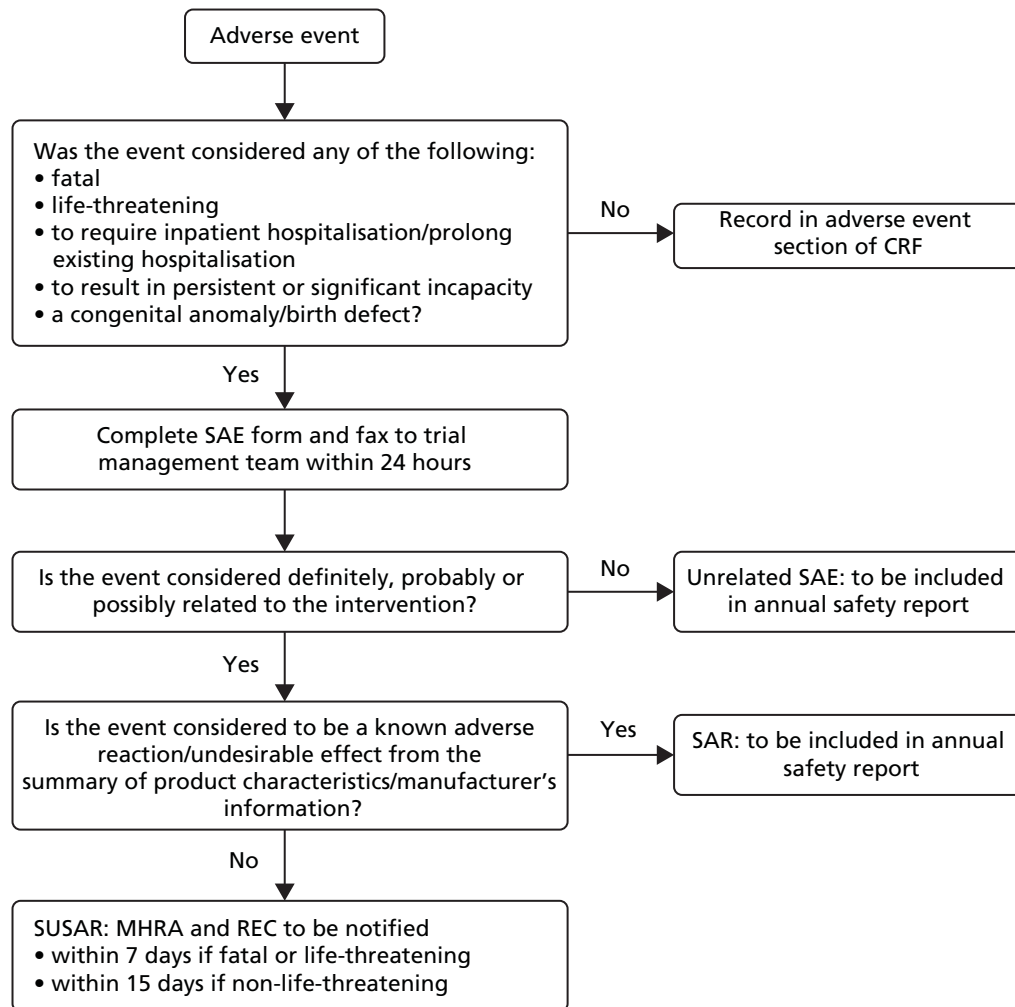 Adverse event
Was the event considered any of the following:
• fatal
• life-threatening
• to require inpatient hospitalisation/prolong
existing hospitalisation
• to result in persistent or significant incapacity
• a congenital anomaly/birth defect?
No
Record in adverse event
section of CRF
Yes
Complete SAE form and fax to trial
management team within 24 hours
Is the event considered definitely, probably or
possibly related to the intervention?
No
Unrelated SAE: to be included
in annual safety report
Yes
Is the event considered to be a known adverse
reaction/undesirable effect from the
summary of product characteristics/manufacturer’s
information?
Yes
SAR: to be included in annual
safety report
No
SUSAR: MHRA and REC to be notified
• within 7 days if fatal or life-threatening
• within 15 days if non-life-threatening